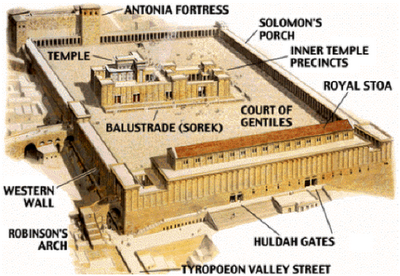 ANTONIA FORTRESS
SOLOMON'S
PORCH
TEMPLE
INNER TEMPLE
PRECINCTS
ROYAL STOA
COURT OF
GENTILES
BALUSTRADE (SOREK)
WESTERN
WALL
ROBINSON'S
ARCH
HULDAH GATES
TYROPOEON VALLEY STREET